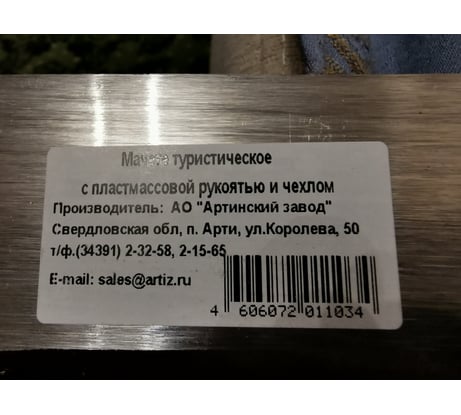 Мачете туристическое
с пластмассовой рукоятью и чехлом
Производитель: АО "Артинский завод"
Свердловская обл, п. Арти, ул.Королева, 50
т/ф.(34391) 2-32-58, 2-15-65
E-mail: sales@artiz.ru
4 606072 011034